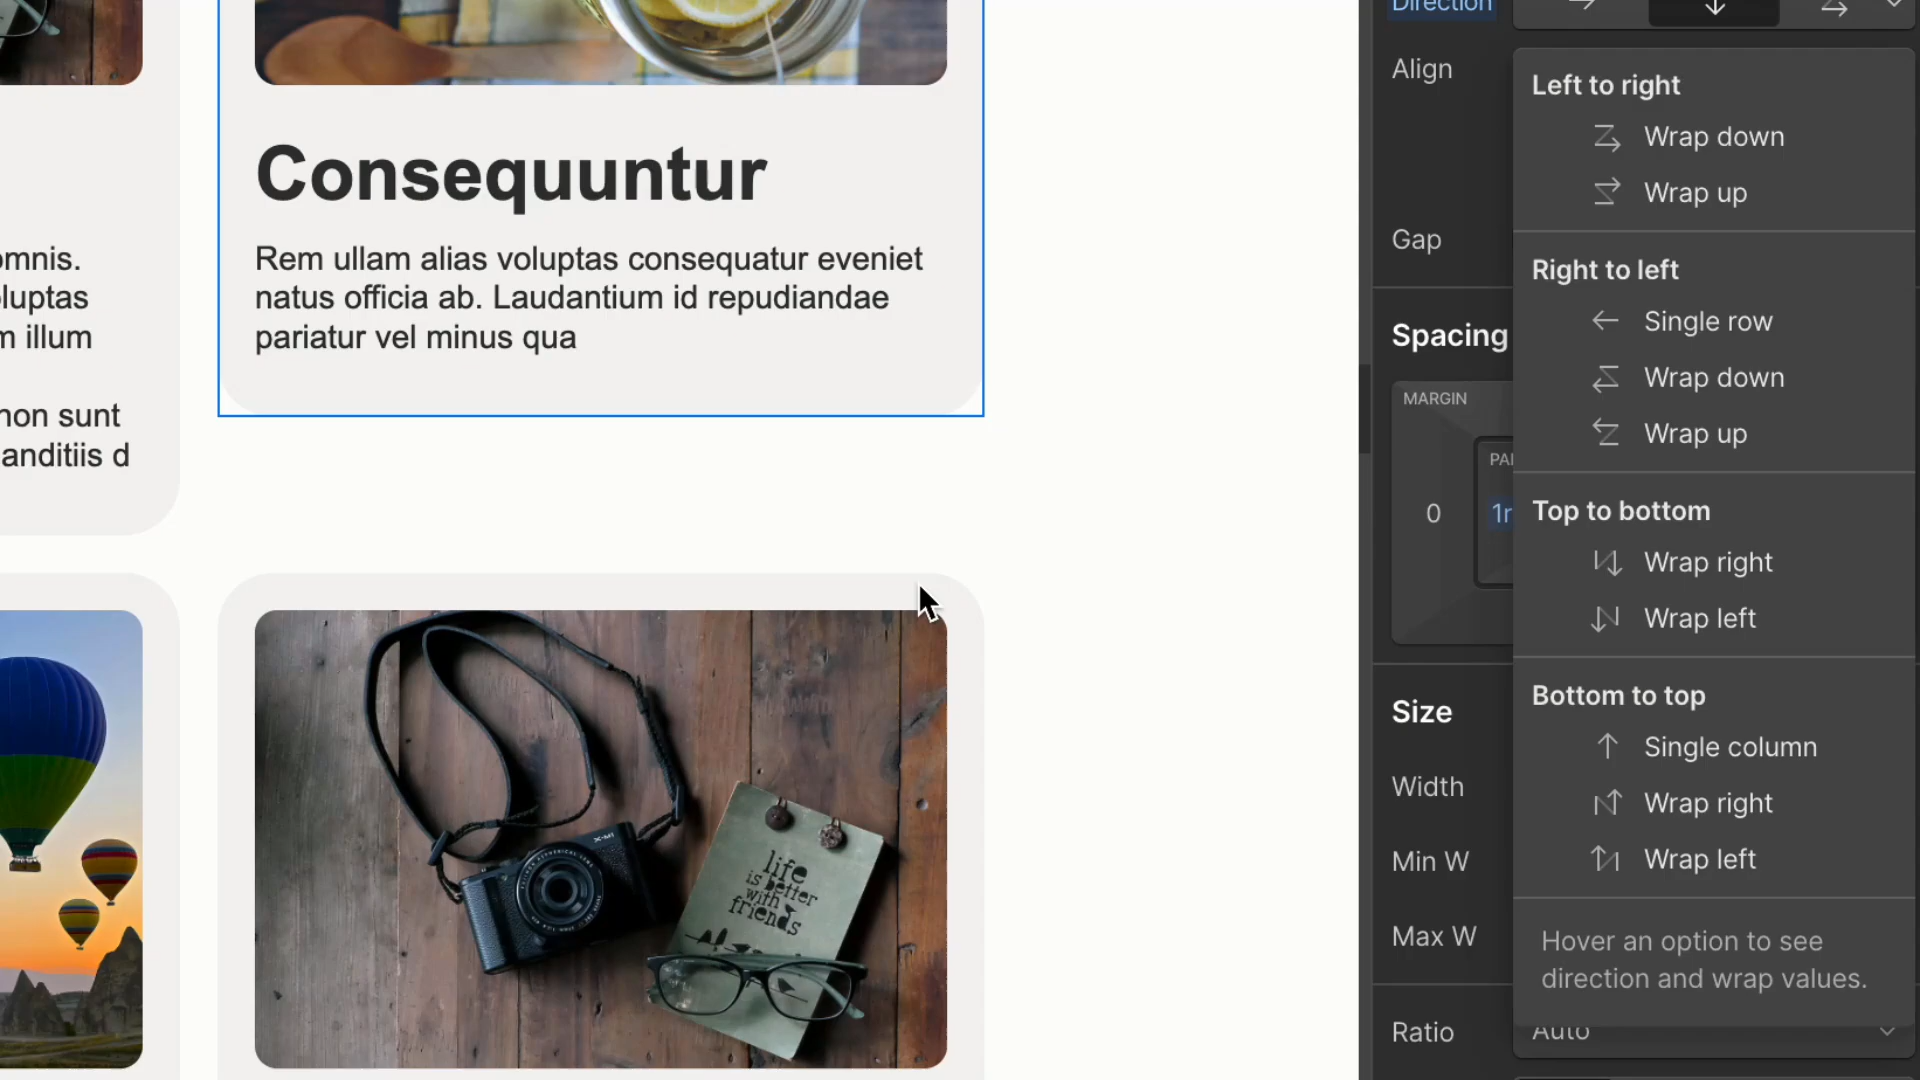 Consequuntur
Rem ullam alias voluptas consequatur eveniet
natus officia ab. Laudantium id repudiandae
pariatur vel minus qua
omnis.
luptas
m illum
non sunt
anditiis d
life
is better
with
friends
X-M1
Direction
Align
Gap
Spacing
MARGIN
0
1r
Size
Width
Min W
Max W
Ratio
Auto
Left to right
Wrap down
Wrap up
Right to left
Single row
Wrap down
Wrap up
Top to bottom
Wrap right
Wrap left
Bottom to top
Single column
Wrap right
Wrap left
Hover an option to see
direction and wrap values.